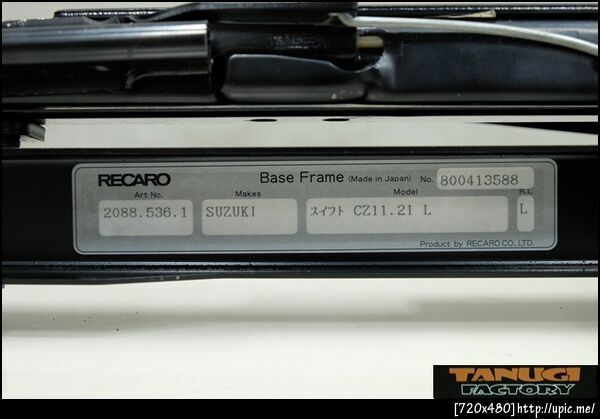 RECARO Base Frame (Made in Japan) No. 800413588
Art No. Makes Model R.L
2088.536.1 SUZUKI スイフト CZ11.21 L L
Product by RECARO CO., LTD.
TANUGI
FACTORY
[720x480]http://upic.me/